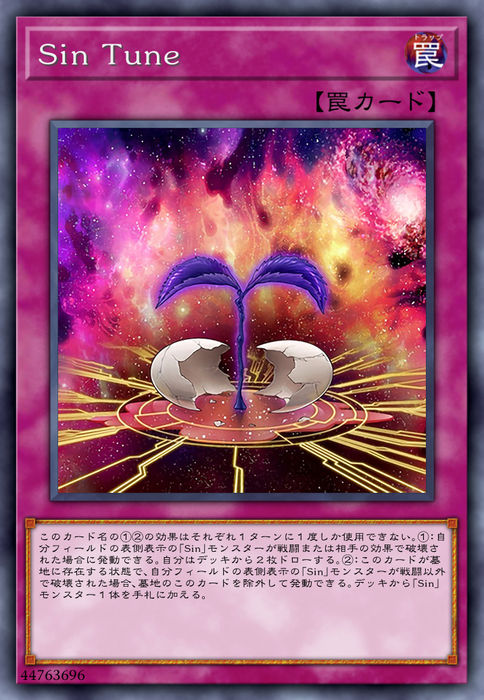 Sin Tune
トラップ
罠
【罠カード】
このカード名の①②の効果はそれぞれ1ターンに1度しか使用できない。①:自
分フィールドの表側表示の「Sin」モンスターが戦闘または相手の効果で破壊さ
れた場合に発動できる。自分はデッキから2枚ドローする。②:このカードが墓
地に存在する状態で、自分フィールドの表側表示の「Sin」モンスターが戦闘以外
で破壊された場合、墓地のこのカードを除外して発動できる。デッキから「Sin」
モンスター1体を手札に加える。
44763696